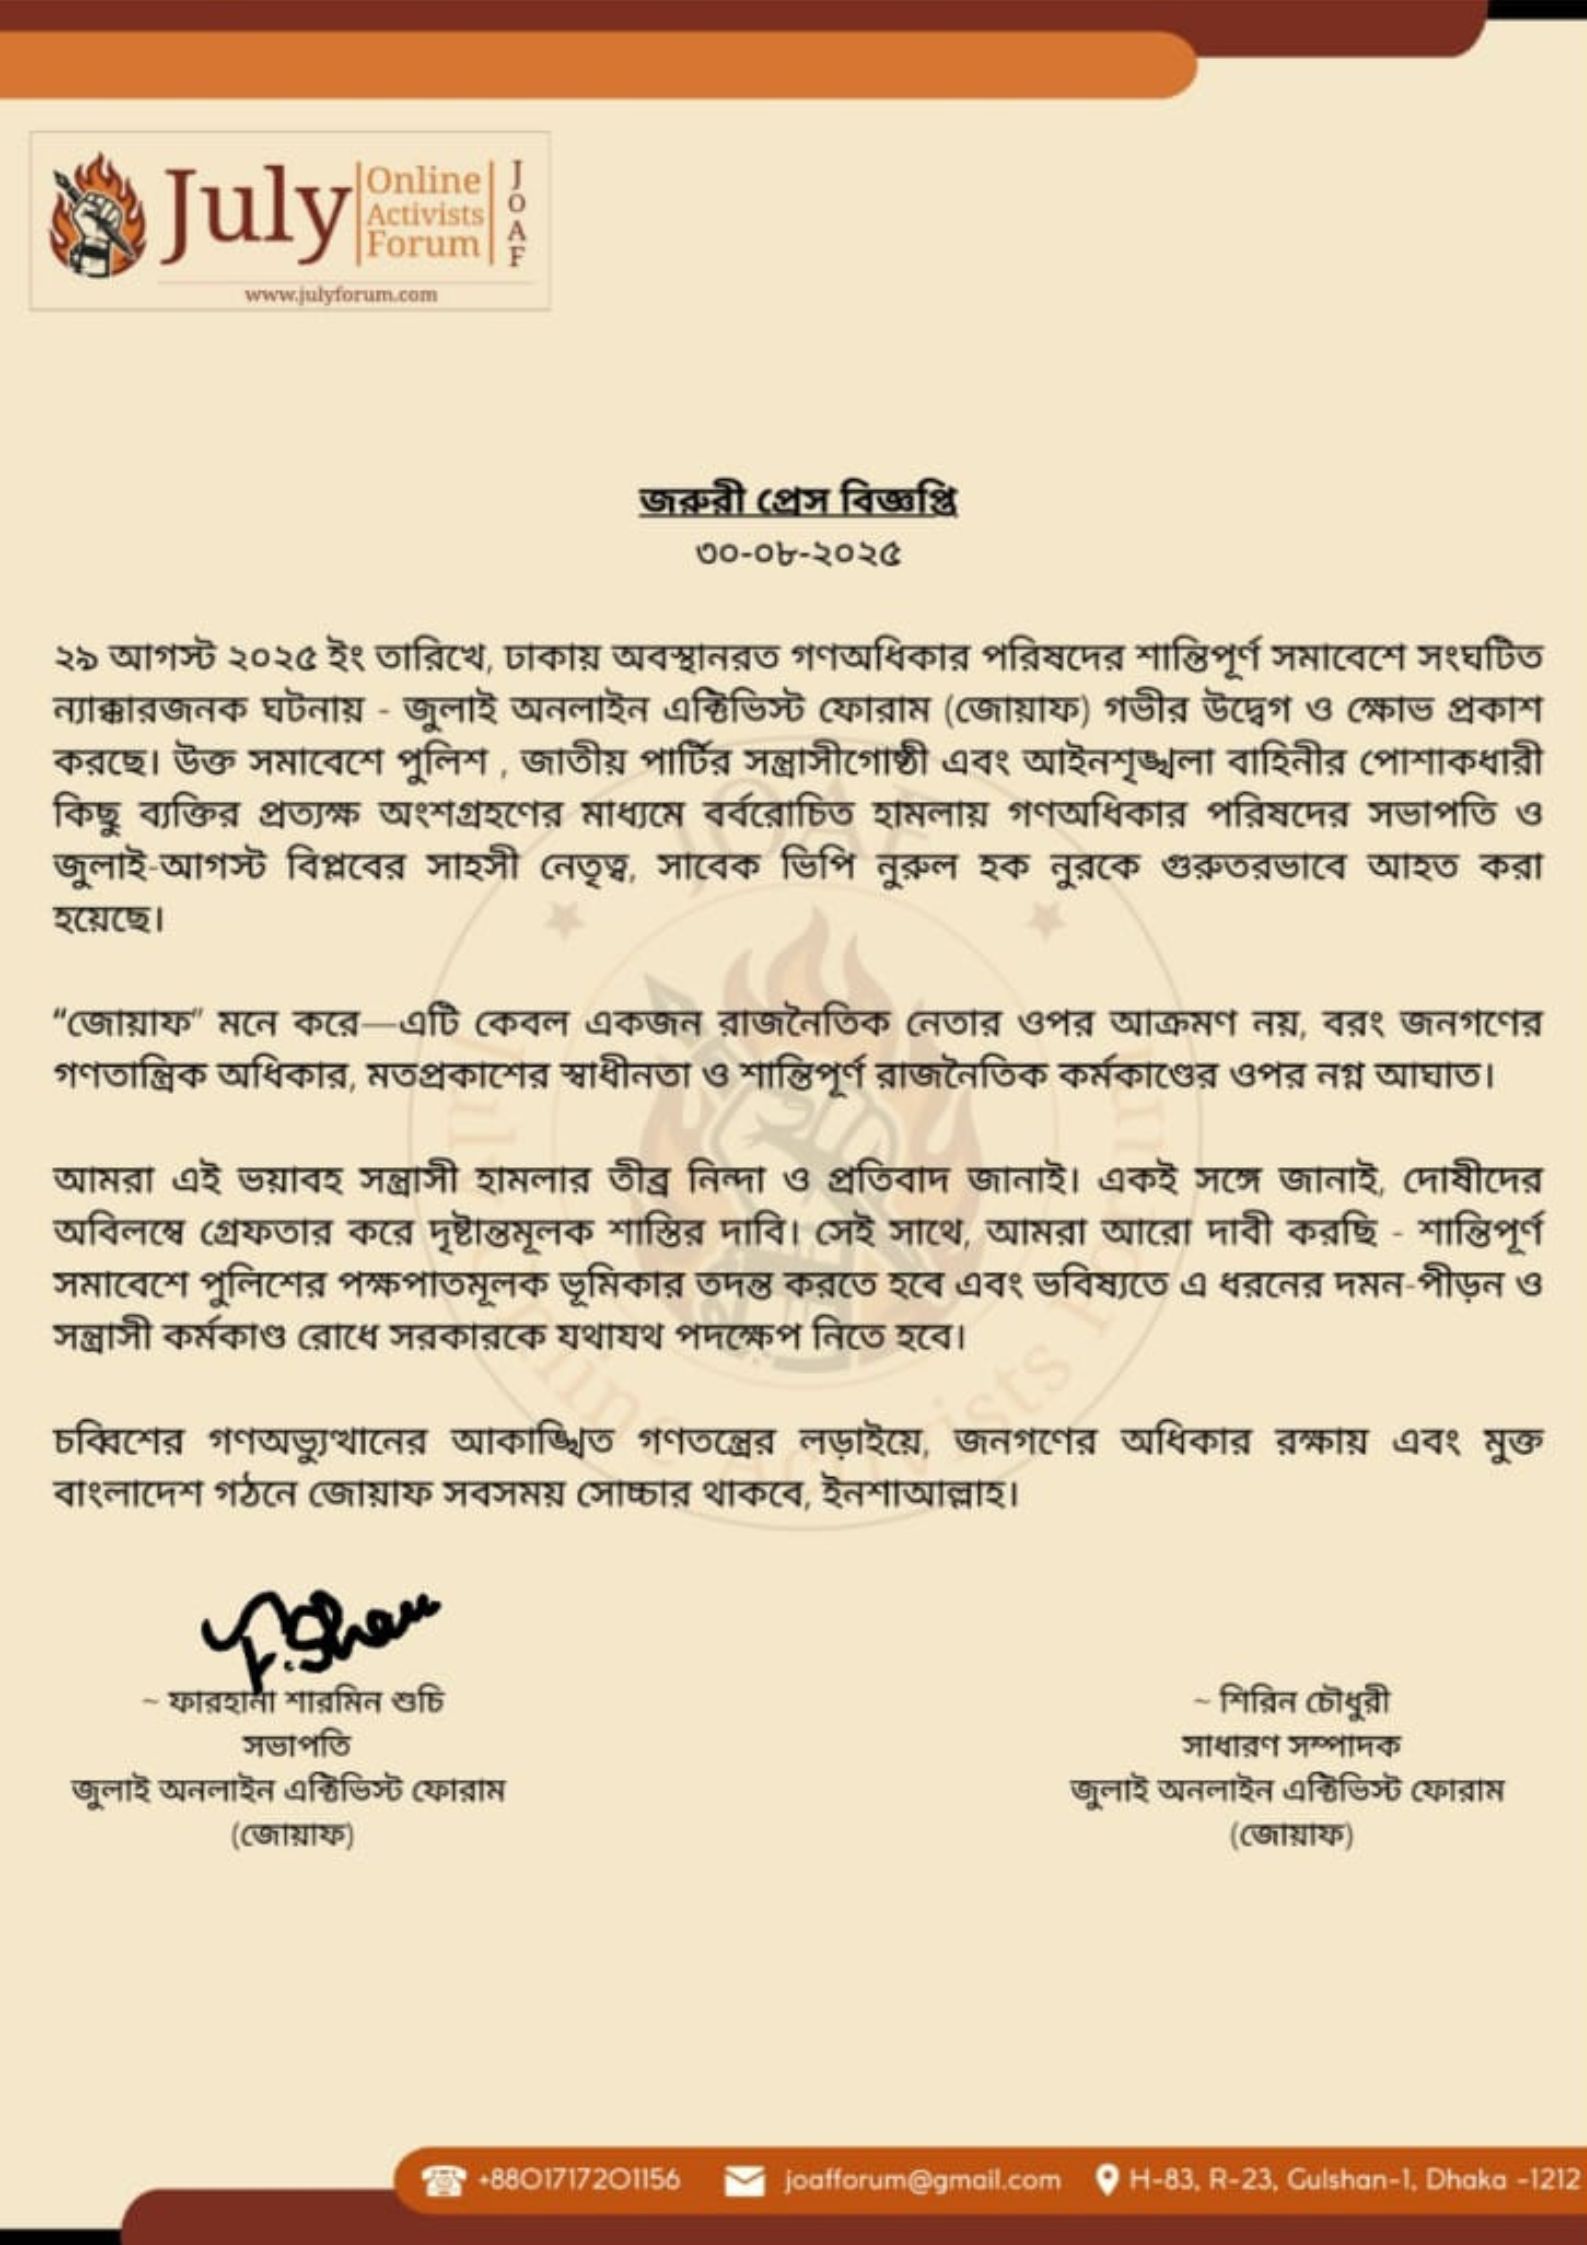 July
Online
Activists
Forum
JOAF
www.julyforum.com
জরুরী প্রেস বিজ্ঞপ্তি
৩০-০৮-২০২৫
২৯ আগস্ট ২০২৫ ইং তারিখে, ঢাকায় অবস্থানরত গণঅধিকার পরিষদের শান্তিপূর্ণ সমাবেশে সংঘটিত
ন্যাক্কারজনক ঘটনায় - জুলাই অনলাইন এক্টিভিস্ট ফোরাম (জোয়াফ) গভীর উদ্বেগ ও ক্ষোভ প্রকাশ
করছে। উক্ত সমাবেশে পুলিশ , জাতীয় পার্টির সন্ত্রাসীগোষ্ঠী এবং আইনশৃঙ্খলা বাহিনীর পোশাকধারী
কিছু ব্যক্তির প্রত্যক্ষ অংশগ্রহণের মাধ্যমে বর্বরোচিত হামলায় গণঅধিকার পরিষদের সভাপতি ও
জুলাই-আগস্ট বিপ্লবের সাহসী নেতৃত্ব, সাবেক ভিপি নুরুল হক নুরকে গুরুতরভাবে আহত করা
হয়েছে।
“জোয়াফ” মনে করে—এটি কেবল একজন রাজনৈতিক নেতার ওপর আক্রমণ নয়, বরং জনগণের
গণতান্ত্রিক অধিকার, মতপ্রকাশের স্বাধীনতা ও শান্তিপূর্ণ রাজনৈতিক কর্মকাণ্ডের ওপর নগ্ন আঘাত।
আমরা এই ভয়াবহ সন্ত্রাসী হামলার তীব্র নিন্দা ও প্রতিবাদ জানাই। একই সঙ্গে জানাই, দোষীদের
অবিলম্বে গ্রেফতার করে দৃষ্টান্তমূলক শাস্তির দাবি। সেই সাথে, আমরা আরো দাবী করছি - শান্তিপূর্ণ
সমাবেশে পুলিশের পক্ষপাতমূলক ভূমিকার তদন্ত করতে হবে এবং ভবিষ্যতে এ ধরনের দমন-পীড়ন ও
সন্ত্রাসী কর্মকাণ্ড রোধে সরকারকে যথাযথ পদক্ষেপ নিতে হবে।
চব্বিশের গণঅভ্যুত্থানের আকাঙ্খিত গণতন্ত্রের লড়াইয়ে, জনগণের অধিকার রক্ষায় এবং মুক্ত
বাংলাদেশ গঠনে জোয়াফ সবসময় সোচ্চার থাকবে, ইনশাআল্লাহ।
~ ফারহানা শারমিন শুচি
সভাপতি
জুলাই অনলাইন এক্টিভিস্ট ফোরাম
(জোয়াফ)
~ শিরিন চৌধুরী
সাধারণ সম্পাদক
জুলাই অনলাইন এক্টিভিস্ট ফোরাম
(জোয়াফ)
+8801717201156 joafforum@gmail.com H-83, R-23, Gulshan-1, Dhaka -1212